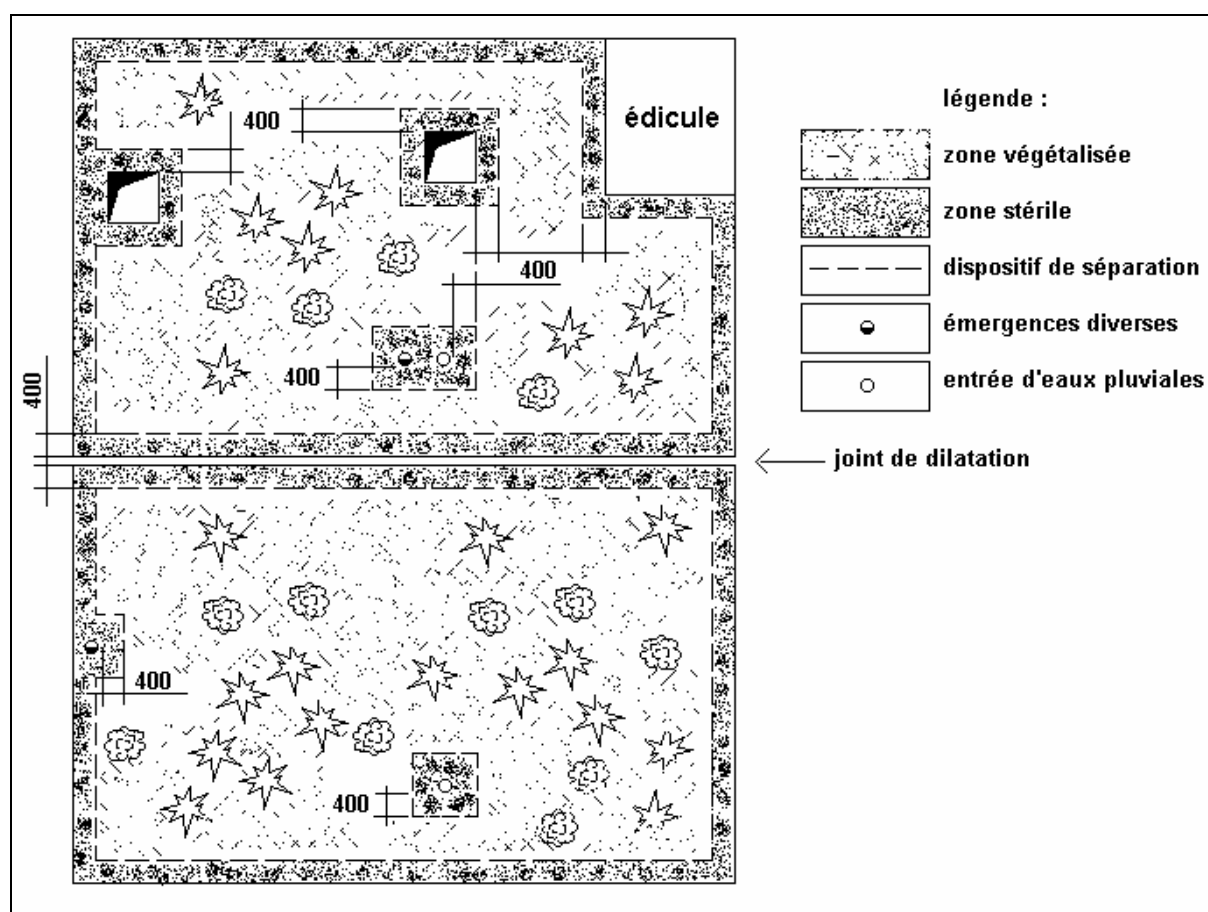 édicule
légende :
zone végétalisée
zone stérile
dispositif de séparation
émergences diverses
entrée d'eaux pluviales
joint de dilatation
400
400
400
400
400
400
400